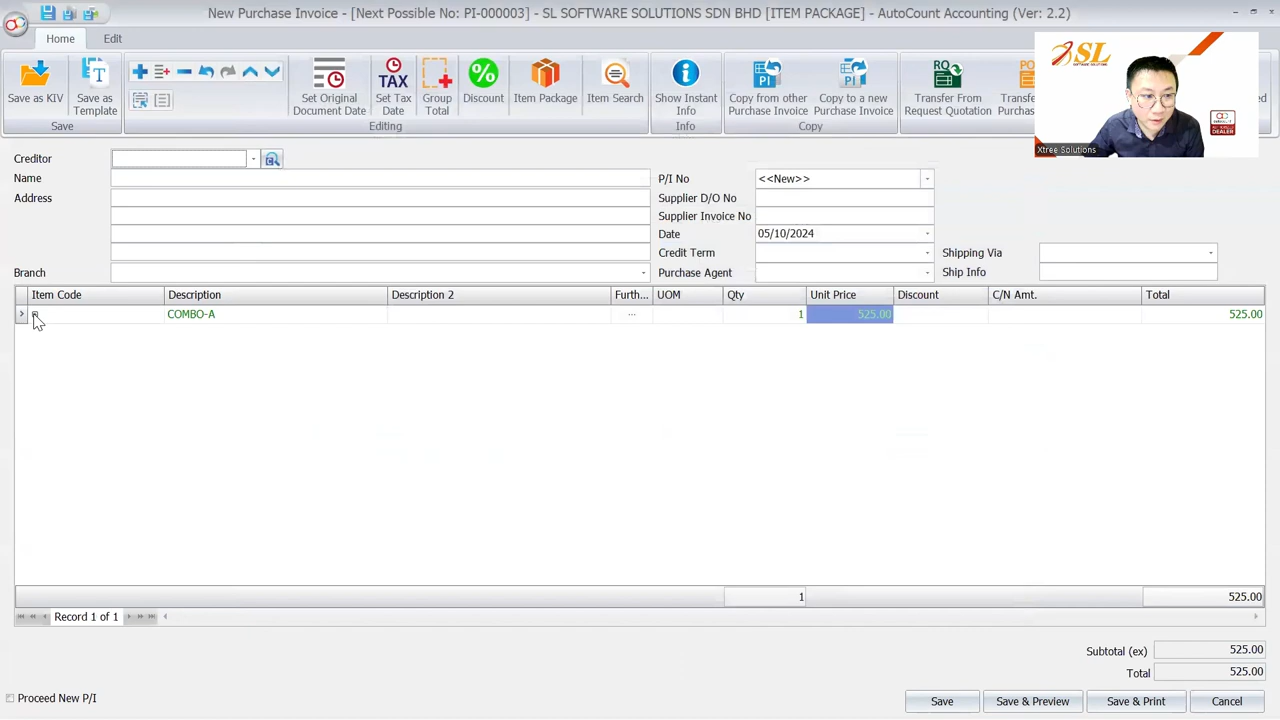 New Purchase Invoice - [Next Possible No: PI-000003] - SL SOFTWARE SOLUTIONS SDN BHD [ITEM PACKAGE] - AutoCount Accounting (Ver: 2.2)
Home Edit
Save as KIV
Save as Template
Save
Set Original Document Date
Set Tax Date
Group Total
Discount
Item Package
Item Search
Editing
Show Instant Info
Info
Copy from other Purchase Invoice
Copy to a new Purchase Invoice
Copy
Transfer From Request Quotation
SL
Xtree Solutions
DEALER
Creditor
Name
Address
Branch
P/I No <<New>>
Supplier D/O No
Supplier Invoice No
Date 05/10/2024
Credit Term
Purchase Agent
Shipping Via
Ship Info
Item Code Description Description 2 Furth... UOM Qty Unit Price Discount C/N Amt. Total
COMBO-A ... 1 525.00 525.00
1 525.00
Record 1 of 1
Subtotal (ex) 525.00
Total 525.00
Proceed New P/I
Save Save & Preview Save & Print Cancel